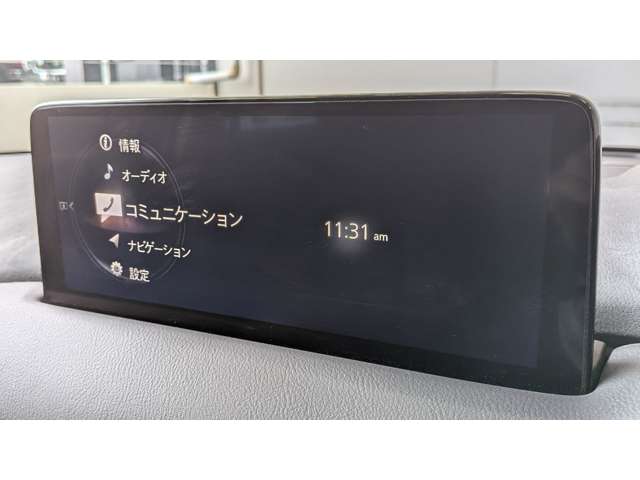 情報
オーディオ
コミュニケーション
ナビゲーション
設定
11:31 am